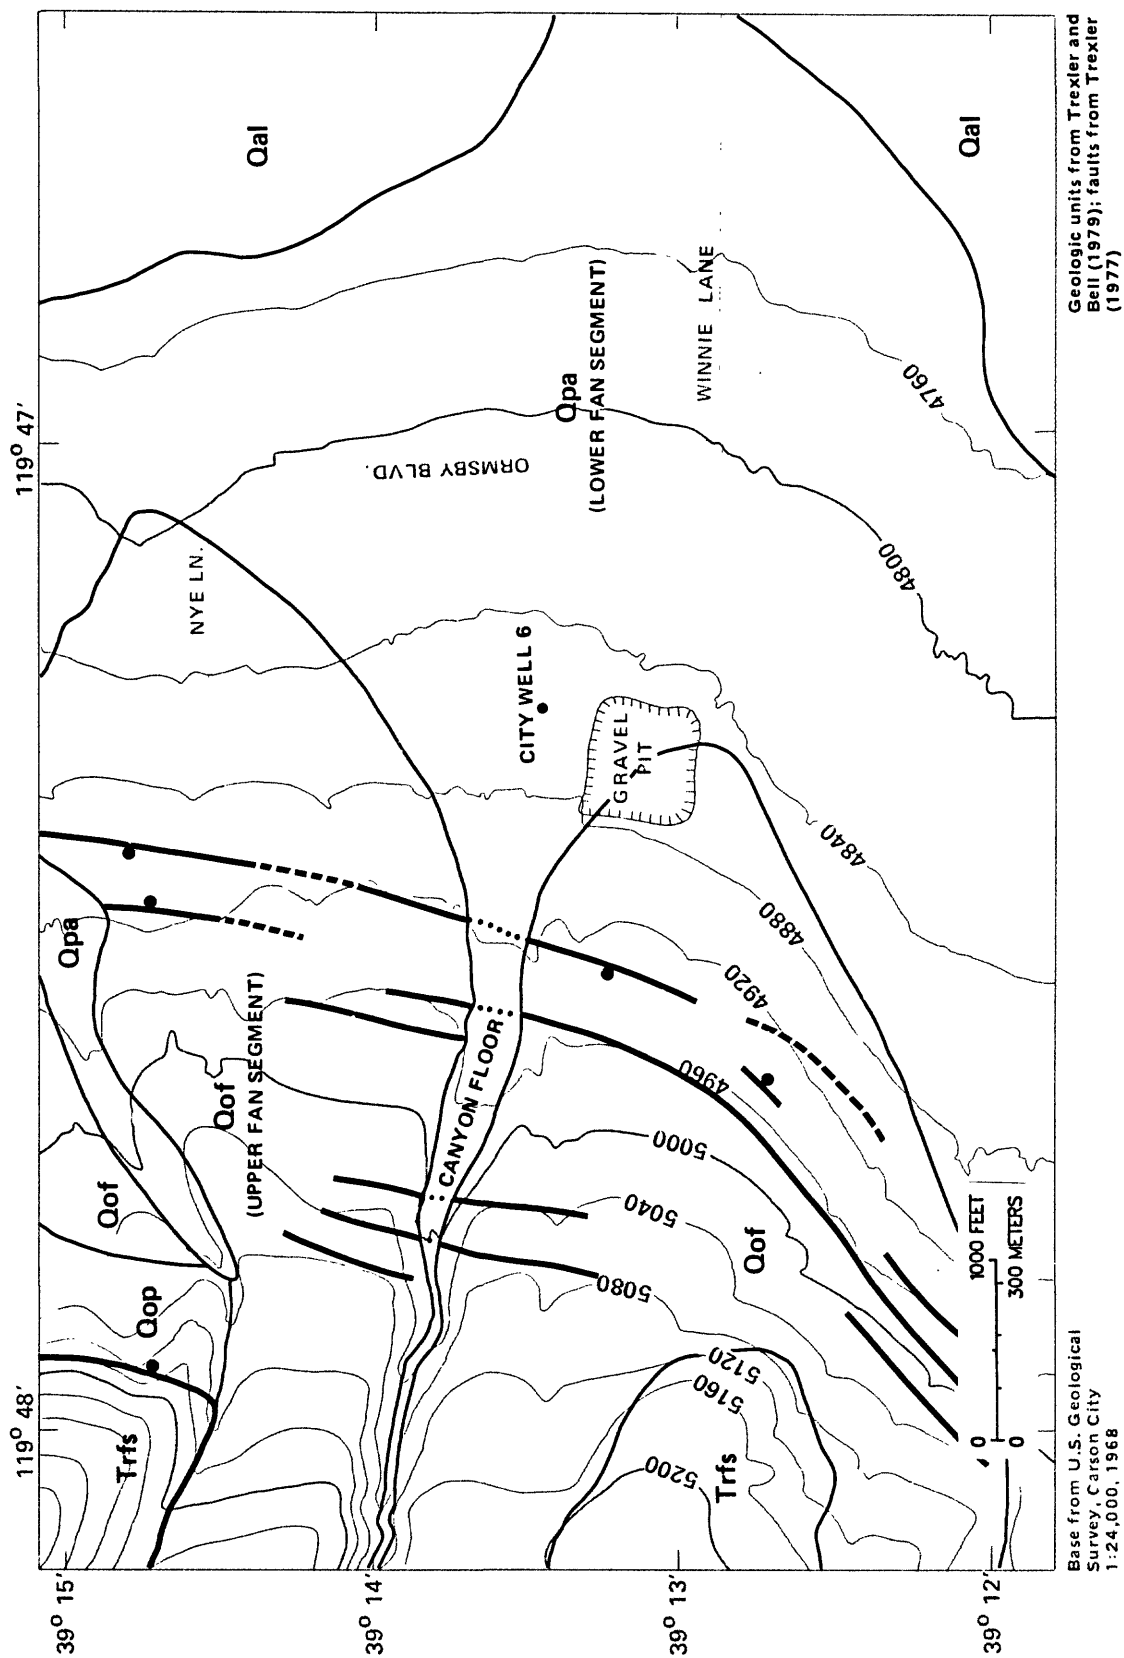 39° 15'
39° 14'
39° 13'
39° 12'
119° 48'
119° 47'
Trfs
Qop
Qof
Qpa
Qof
(UPPER FAN SEGMENT)
CANYON FLOOR
NYE LN.
ORMSBY BLVD.
Qal
CITY WELL 6
GRAVEL
PIT
Qpa
(LOWER FAN SEGMENT)
WINNIE LANE
Qal
Trfs
Qof
5200
5160
5120
5080
5040
5000
4960
4920
4880
4840
4800
4760
0 1000 FEET
0 300 METERS
Base from U.S. Geological
Survey, Carson City
1:24,000, 1968
Geologic units from Trexler and
Bell (1979); faults from Trexler
(1977)